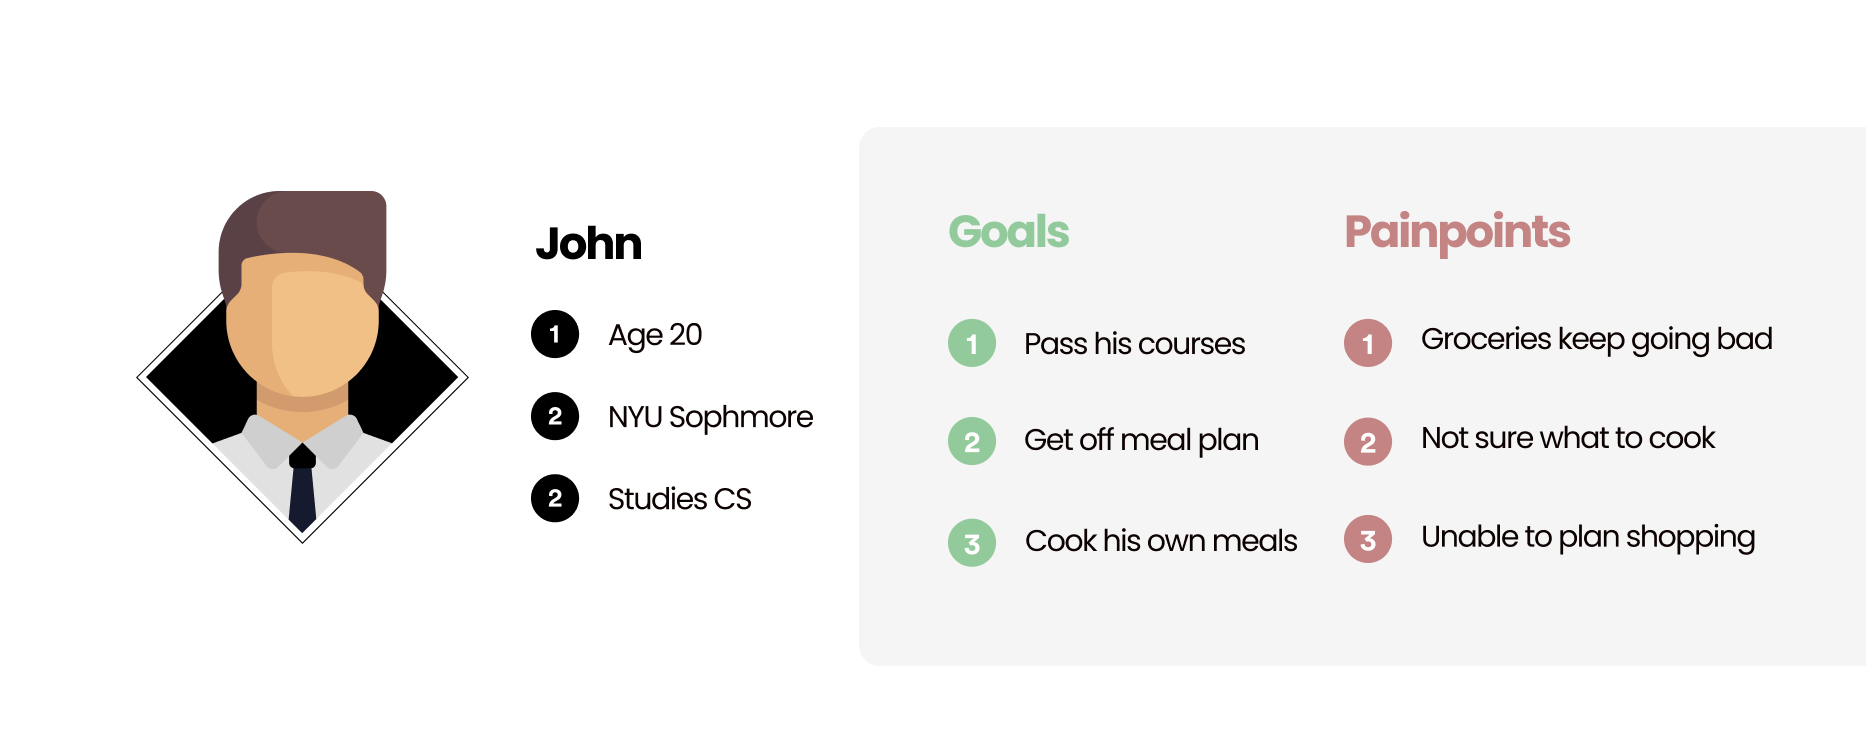 John
1 Age 20
2 NYU Sophmore
2 Studies CS
Goals
1 Pass his courses
2 Get off meal plan
3 Cook his own meals
Painpoints
1 Groceries keep going bad
2 Not sure what to cook
3 Unable to plan shopping